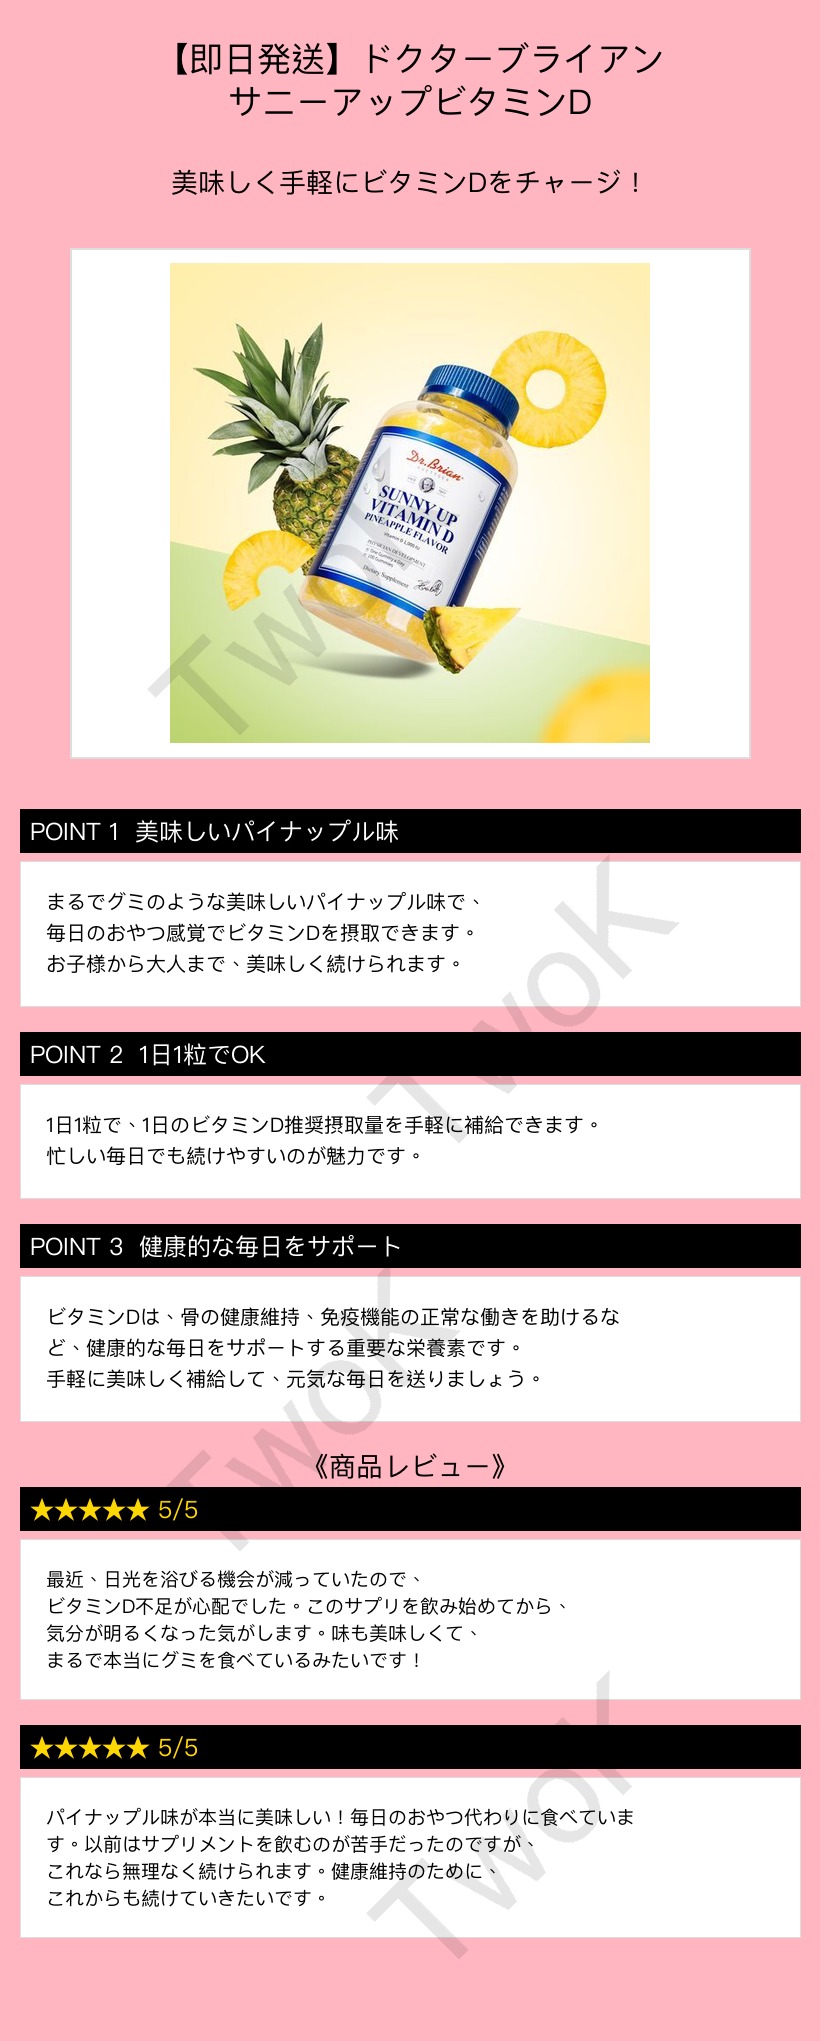 【即日発送】ドクターブライアン
サニーアップビタミンD
美味しく手軽にビタミンDをチャージ！
Dr.Brian
SUNNY UP
VITAMIN D
PINEAPPLE FLAVOR
Vitamin D 1,000 IU
PHYSICIAN DEVELOPMENT
One Gummy a Day
Gummies
Dietary Supplement
TwoK
POINT 1 美味しいパイナップル味
まるでグミのような美味しいパイナップル味で、
毎日のおやつ感覚でビタミンDを摂取できます。
お子様から大人まで、美味しく続けられます。
TwoK
POINT 2 1日1粒でOK
1日1粒で、1日のビタミンD推奨摂取量を手軽に補給できます。
忙しい毎日でも続けやすいのが魅力です。
POINT 3 健康的な毎日をサポート
ビタミンDは、骨の健康維持、免疫機能の正常な働きを助けるな
ど、健康的な毎日をサポートする重要な栄養素です。
手軽に美味しく補給して、元気な毎日を送りましょう。
TwoK
《商品レビュー》
★★★★★ 5/5
最近、日光を浴びる機会が減っていたので、
ビタミンD不足が心配でした。このサプリを飲み始めてから、
気分が明るくなった気がします。味も美味しくて、
まるで本当にグミを食べているみたいです！
★★★★★ 5/5
パイナップル味が本当に美味しい！毎日のおやつ代わりに食べていま
す。以前はサプリメントを飲むのが苦手だったのですが、
これなら無理なく続けられます。健康維持のために、
これからも続けていきたいです。
TwoK